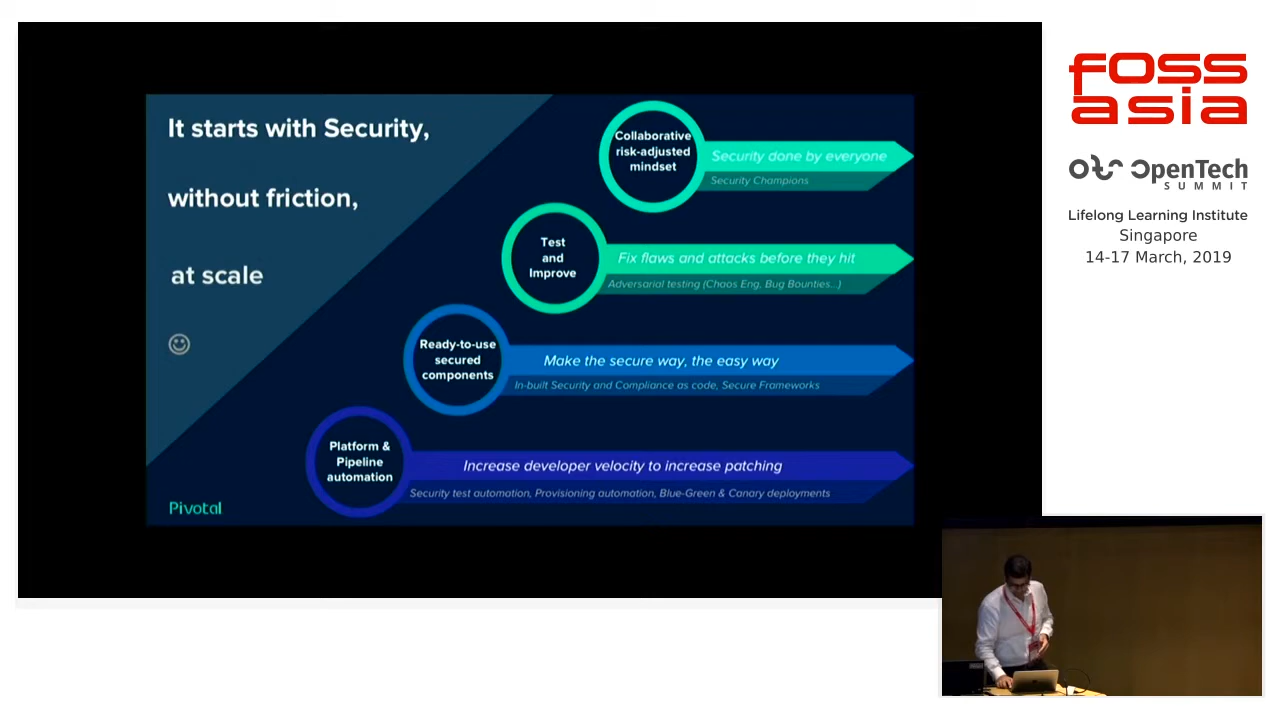 It starts with Security,
without friction,
at scale
Collaborative
risk-adjusted
mindset
Security done by everyone
Security Champions
Test
and
Improve
Fix flaws and attacks before they hit
Adversarial testing (Chaos Eng, Bug Bounties...)
Ready-to-use
secured
components
Make the secure way, the easy way
In-built Security and Compliance as code, Secure Frameworks
Platform &
Pipeline
automation
Increase developer velocity to increase patching
Security test automation, Provisioning automation, Blue-Green & Canary deployments
Pivotal
FOSS
asia
OpenTech
SUMMIT
Lifelong Learning Institute
Singapore
14-17 March, 2019